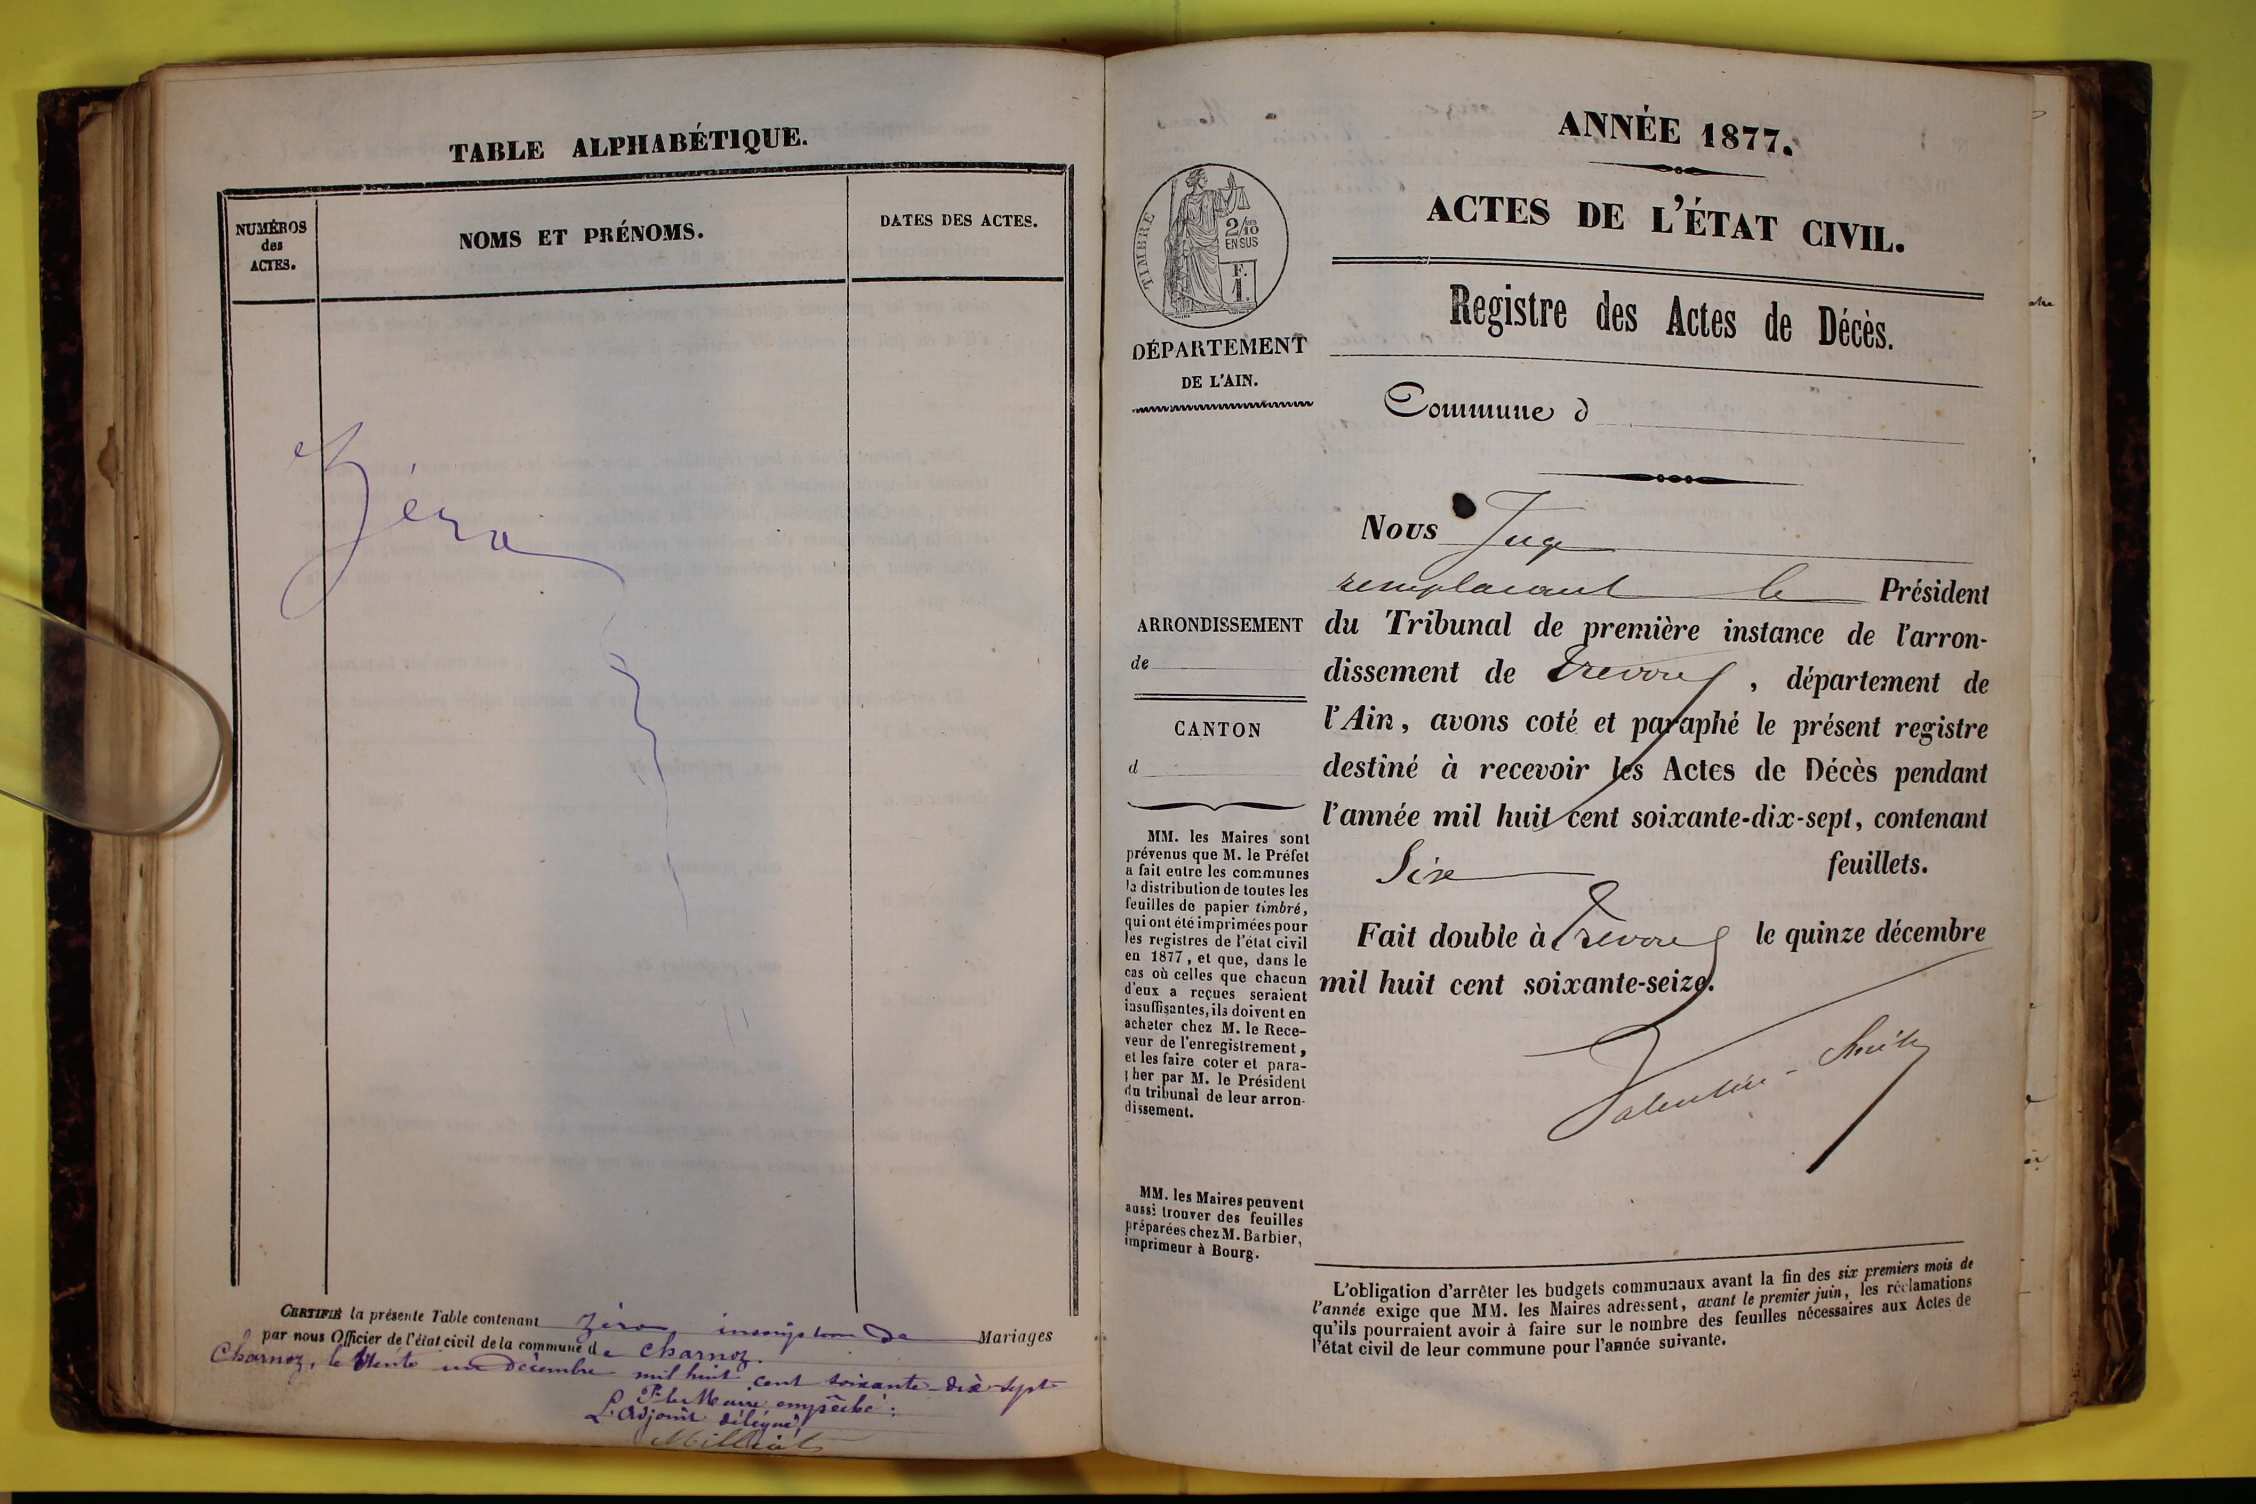 TABLE ALPHABÉTIQUE.
NUMÉROS
des
ACTES.
NOMS ET PRÉNOMS.
DATES DES ACTES.
Zéro
CERTIFIÉ la présente Table contenant zéro inscription de Mariages
par nous Officier de l'état civil de la commune de Charnoz.
Charnoz, le trente un décembre mil huit cent soixante-dix-sept
Pr le Maire empêché:
L'Adjoint délégué,
Milliat
ANNÉE 1877.
ACTES DE L'ÉTAT CIVIL.
Registre des Actes de Décès.
TIMBRE
2/10
EN SUS
F.
1.
DÉPARTEMENT
DE L'AIN.
Commune d
Nous Juge
remplacant le Président
du Tribunal de première instance de l'arron-
dissement de Trevoux, département de
l'Ain, avons coté et paraphé le présent registre
destiné à recevoir les Actes de Décès pendant
l'année mil huit cent soixante-dix-sept, contenant
Six feuillets.
Fait double à Trevoux le quinze décembre
mil huit cent soixante-seize.
Valentin-Smith
ARRONDISSEMENT
de
CANTON
d
MM. les Maires sont
prévenus que M. le Préfet
a fait entre les communes
la distribution de toutes les
feuilles de papier timbré,
qui ont été imprimées pour
les registres de l'état civil
en 1877, et que, dans le
cas où celles que chacun
d'eux a reçues seraient
insuffisantes, ils doivent en
acheter chez M. le Rece-
veur de l'enregistrement,
et les faire coter et para-
pher par M. le Président
du tribunal de leur arron-
dissement.
MM. les Maires peuvent
aussi trouver des feuilles
préparées chez M. Barbier,
imprimeur à Bourg.
L'obligation d'arrêter les budgets communaux avant la fin des six premiers mois de
l'année exige que MM. les Maires adressent, avant le premier juin, les réclamations
qu'ils pourraient avoir à faire sur le nombre des feuilles nécessaires aux Actes de
l'état civil de leur commune pour l'année suivante.